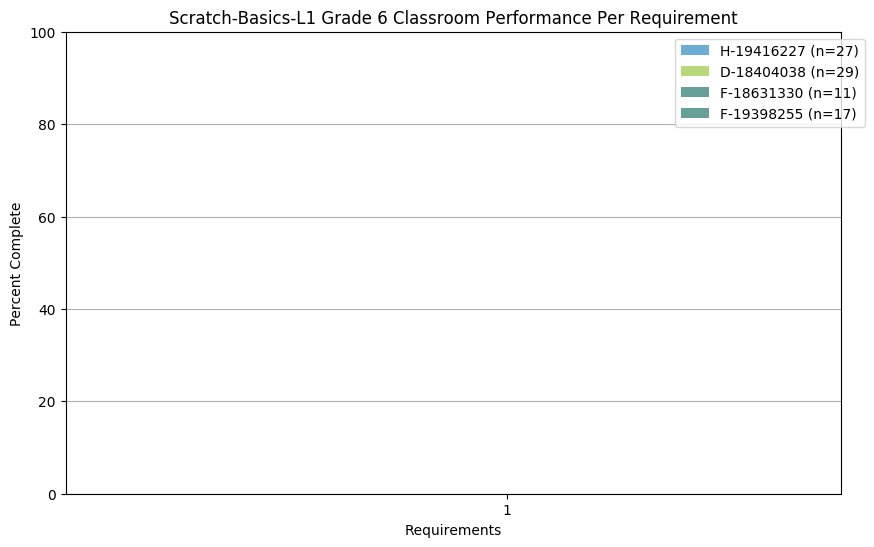 Scratch-Basics-L1 Grade 6 Classroom Performance Per Requirement
H-19416227 (n=27)
D-18404038 (n=29)
F-18631330 (n=11)
F-19398255 (n=17)
100
80
60
40
20
0
Percent Complete
1
Requirements